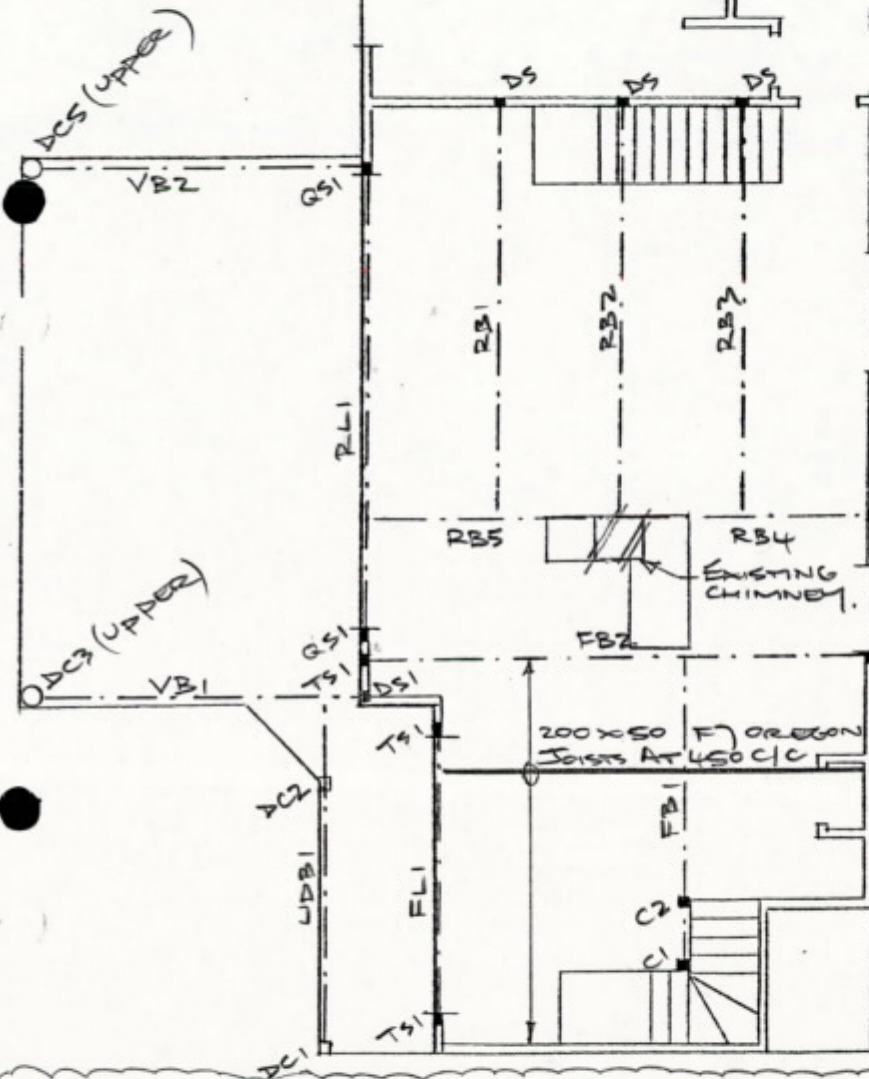 DC5 (UPPER)
DS
DS
DS
VB2
QS1
RB1
RB2
RB3
RL1
RB5
RB4
EXISTING
CHIMNEY.
DC3 (UPPER)
QS1
FB2
TS1
VB1
DS1
TS1
200 x 50 F7 OREGON
JOISTS AT 450 C/C
DC2
FB1
UDB1
FL1
C2
C1
TS1
DC1